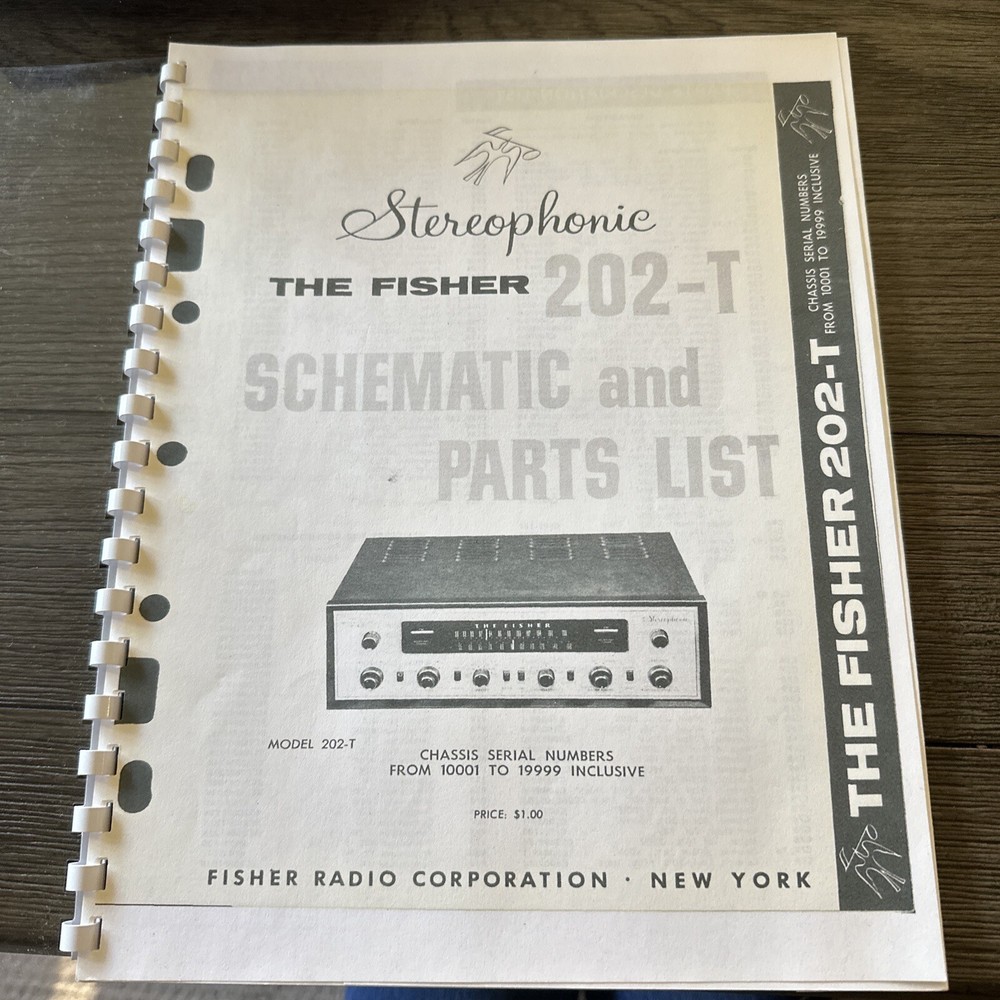 Stereophonic
THE FISHER 202-T
SCHEMATIC and
PARTS LIST
THE FISHER
Stereophonic
MODEL 202-T
CHASSIS SERIAL NUMBERS
FROM 10001 TO 19999 INCLUSIVE
PRICE: $1.00
FISHER RADIO CORPORATION · NEW YORK
THE FISHER 202-T
CHASSIS SERIAL NUMBERS
FROM 10001 TO 19999 INCLUSIVE